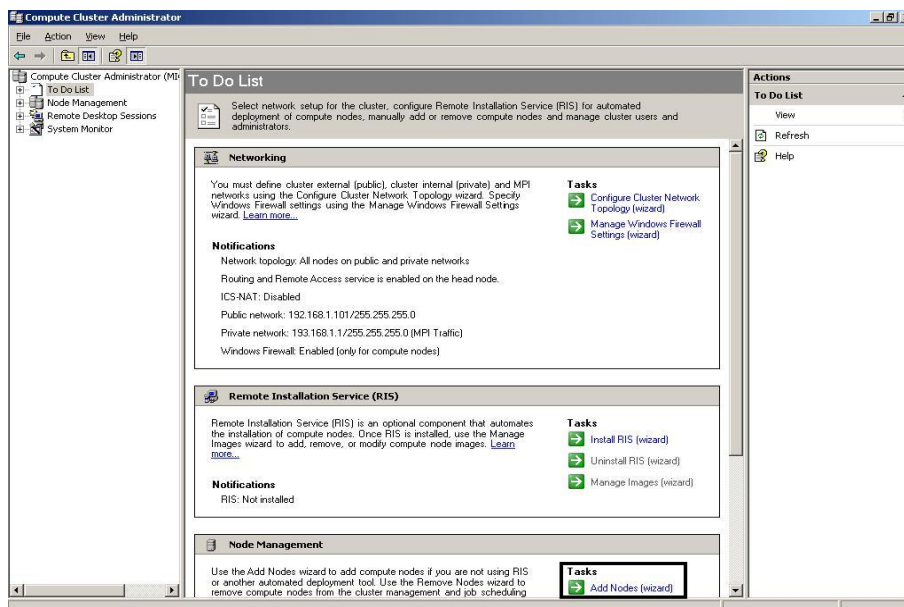 Compute Cluster Administrator
File Action View Help
Compute Cluster Administrator (MI
To Do List
Node Management
Remote Desktop Sessions
System Monitor
To Do List
Select network setup for the cluster, configure Remote Installation Service (RIS) for automated
deployment of compute nodes, manually add or remove compute nodes and manage cluster users and
administrators.
Networking
You must define cluster external (public), cluster internal (private) and MPI
networks using the Configure Cluster Network Topology wizard. Specify
Windows Firewall settings using the Manage Windows Firewall Settings
wizard. Learn more...
Tasks
Configure Cluster Network
Topology (wizard)
Manage Windows Firewall
Settings (wizard)
Notifications
Network topology: All nodes on public and private networks
Routing and Remote Access service is enabled on the head node.
ICS-NAT: Disabled
Public network: 192.168.1.101/255.255.255.0
Private network: 193.168.1.1/255.255.255.0 (MPI Traffic)
Windows Firewall: Enabled (only for compute nodes)
Remote Installation Service (RIS)
Remote Installation Service (RIS) is an optional component that automates
the installation of compute nodes. Once RIS is installed, use the Manage
Images wizard to add, remove, or modify compute node images. Learn
more...
Tasks
Install RIS (wizard)
Uninstall RIS (wizard)
Manage Images (wizard)
Notifications
RIS: Not installed
Node Management
Use the Add Nodes wizard to add compute nodes if you are not using RIS
or another automated deployment tool. Use the Remove Nodes wizard to
remove compute nodes from the cluster management and job scheduling
Tasks
Add Nodes (wizard)
Actions
To Do List
View
Refresh
Help